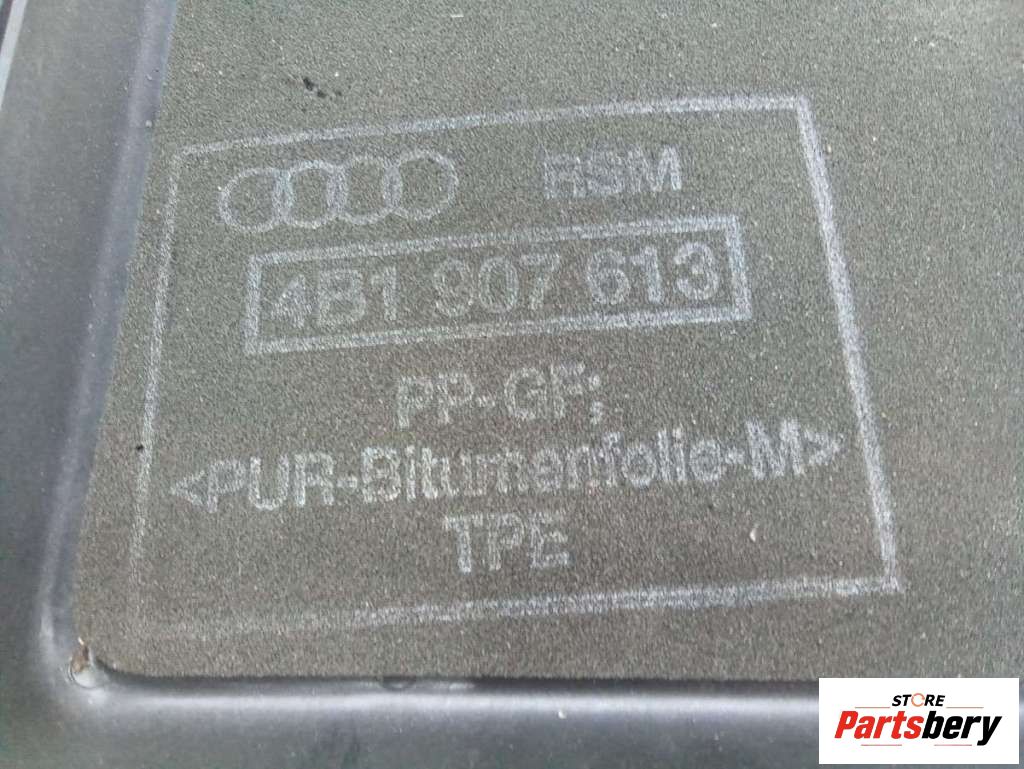 RSM
4B1 907 613
PP-GF;
<PUR-Bitumenfolie-M>
TPE
STORE
Partsbery